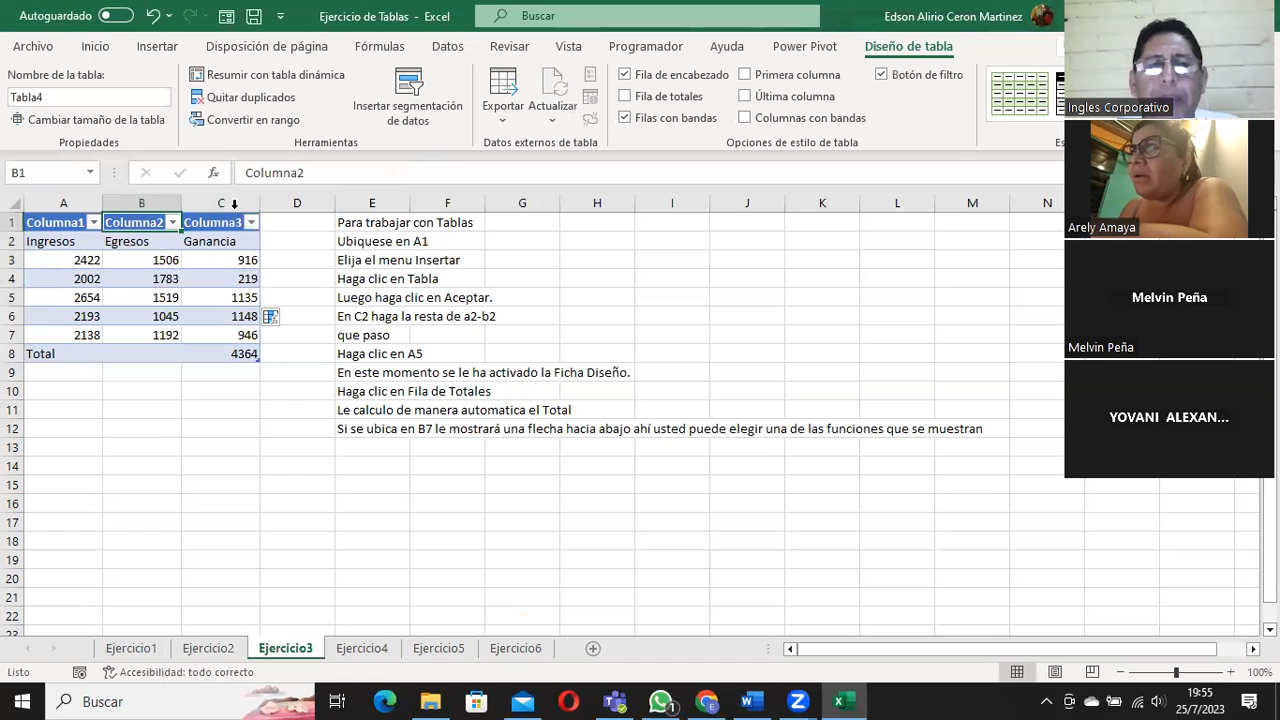 Autoguardado
Ejercicio de Tablas - Excel
Buscar
Edson Alirio Ceron Martinez
Archivo Inicio Insertar Disposición de página Fórmulas Datos Revisar Vista Programador Ayuda Power Pivot Diseño de tabla
Nombre de la tabla:
Tabla4
Cambiar tamaño de la tabla
Propiedades
Resumir con tabla dinámica
Quitar duplicados
Convertir en rango
Insertar segmentación de datos
Herramientas
Exportar Actualizar
Datos externos de tabla
Fila de encabezado Primera columna Botón de filtro
Fila de totales Última columna
Filas con bandas Columnas con bandas
Opciones de estilo de tabla
Ingles Corporativo
Arely Amaya
Melvin Peña
Melvin Peña
YOVANI ALEXAN...
B1 fx Columna2
A B C D E F G H I J K L M N
1 Columna1 Columna2 Columna3 Para trabajar con Tablas
2 Ingresos Egresos Ganancia Ubiquese en A1
3 2422 1506 916 Elija el menu Insertar
4 2002 1783 219 Haga clic en Tabla
5 2654 1519 1135 Luego haga clic en Aceptar.
6 2193 1045 1148 En C2 haga la resta de a2-b2
7 2138 1192 946 que paso
8 Total 4364 Haga clic en A5
9 En este momento se le ha activado la Ficha Diseño.
10 Haga clic en Fila de Totales
11 Le calculo de manera automatica el Total
12 Si se ubica en B7 le mostrará una flecha hacia abajo ahí usted puede elegir una de las funciones que se muestran
13
14
15
16
17
18
19
20
21
22
Ejercicio1 Ejercicio2 Ejercicio3 Ejercicio4 Ejercicio5 Ejercicio6
Listo Accesibilidad: todo correcto 100%
Buscar
19:55
25/7/2023